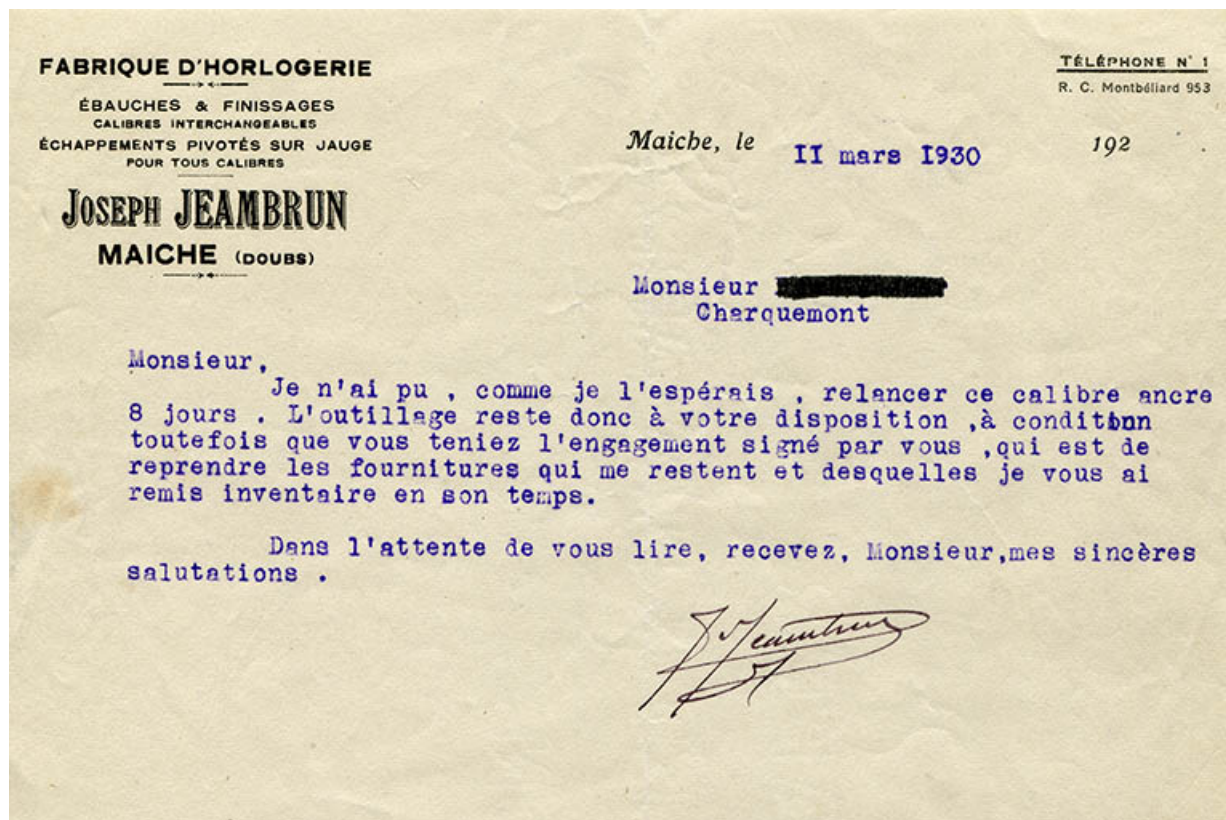 FABRIQUE D'HORLOGERIE
ÉBAUCHES & FINISSAGES
CALIBRES INTERCHANGEABLES
ÉCHAPPEMENTS PIVOTÉS SUR JAUGE
POUR TOUS CALIBRES
JOSEPH JEAMBRUN
MAICHE (DOUBS)
TÉLÉPHONE N° 1
R. C. Montbéliard 953
Maiche, le II mars I930 192 .
Monsieur
Charquemont
Monsieur,
Je n'ai pu , comme je l'espérais , relancer ce calibre ancre
8 jours . L'outillage reste donc à votre disposition ,à condition
toutefois que vous teniez l'engagement signé par vous ,qui est de
reprendre les fournitures qui me restent et desquelles je vous ai
remis inventaire en son temps.
Dans l'attente de vous lire, recevez, Monsieur,mes sincères
salutations .
J. Jeambrun